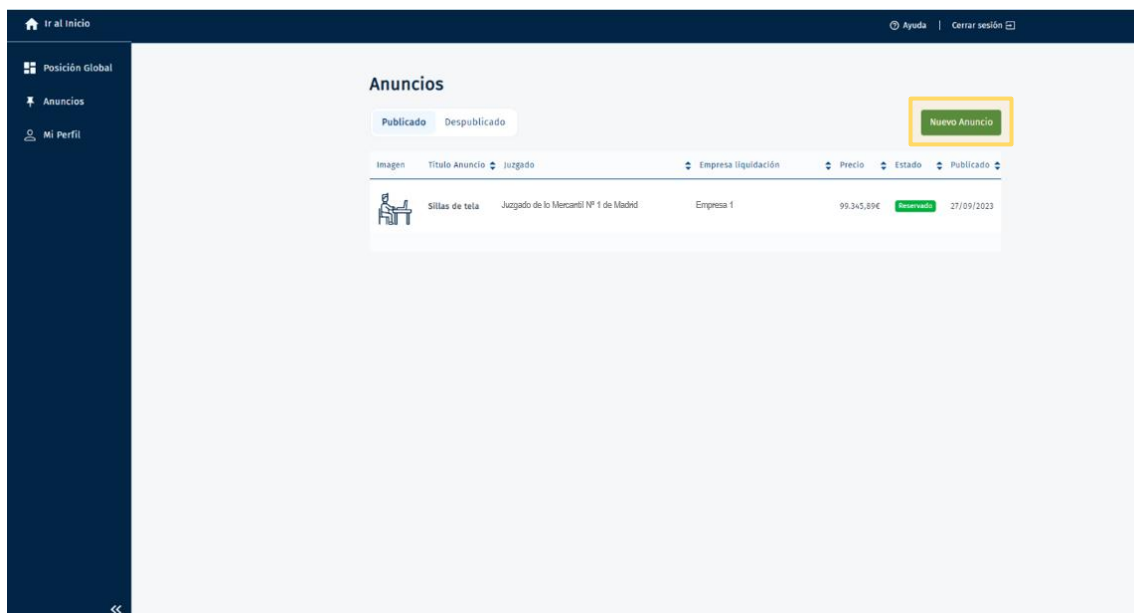 Ir al Inicio
Ayuda | Cerrar sesión
Posición Global
Anuncios
Mi Perfil
Anuncios
Publicado Despublicado
Nuevo Anuncio
Imagen Título Anuncio Juzgado Empresa liquidación Precio Estado Publicado
Sillas de tela Juzgado de lo Mercantil Nº 1 de Madrid Empresa 1 99.345,89€ Reservado 27/09/2023